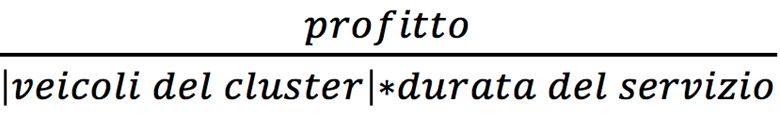 profitto
|veicoli del cluster|*durata del servizio